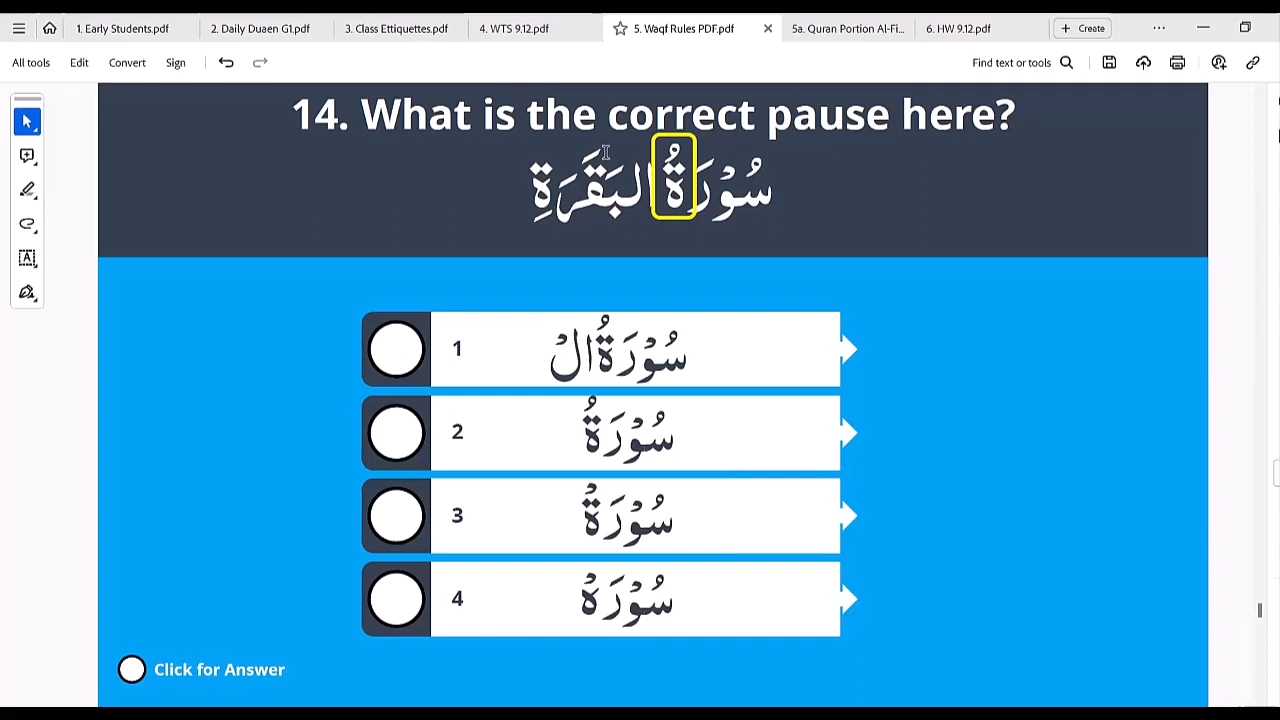 1. Early Students.pdf
2. Daily Duaen G1.pdf
3. Class Ettiquetes.pdf
4. WTS 9.12.pdf
5. Waqf Rules PDF.pdf
5a. Quran Portion Al-Fi...
6. HW 9.12.pdf
+ Create
All tools
Edit
Convert
Sign
Find text or tools
14. What is the correct pause here?
سُوْرَةُ البَقَرَةِ
1 سُوْرَةُالْ
2 سُوْرَةُ
3 سُوْرَةْ
4 سُوْرَهْ
Click for Answer